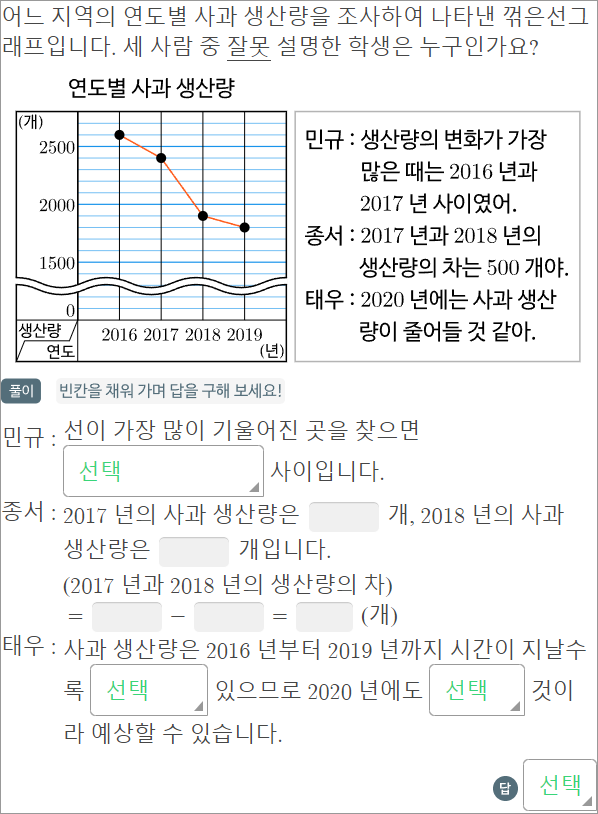 어느 지역의 연도별 사과 생산량을 조사하여 나타낸 꺾은선그
래프입니다. 세 사람 중 잘못 설명한 학생은 누구인가요?
연도별 사과 생산량
(개)
2500
2000
1500
0
생산량
연도
2016 2017 2018 2019
(년)
민규 : 생산량의 변화가 가장
많은 때는 2016 년과
2017 년 사이였어.
종서 : 2017 년과 2018 년의
생산량의 차는 500 개야.
태우 : 2020 년에는 사과 생산
량이 줄어들 것 같아.
풀이 빈칸을 채워 가며 답을 구해 보세요!
민규 : 선이 가장 많이 기울어진 곳을 찾으면
선택 사이입니다.
종서 : 2017 년의 사과 생산량은 개, 2018 년의 사과
생산량은 개입니다.
(2017 년과 2018 년의 생산량의 차)
= − = (개)
태우 : 사과 생산량은 2016 년부터 2019 년까지 시간이 지날수
록 선택 있으므로 2020 년에도 선택 것이
라 예상할 수 있습니다.
답 선택